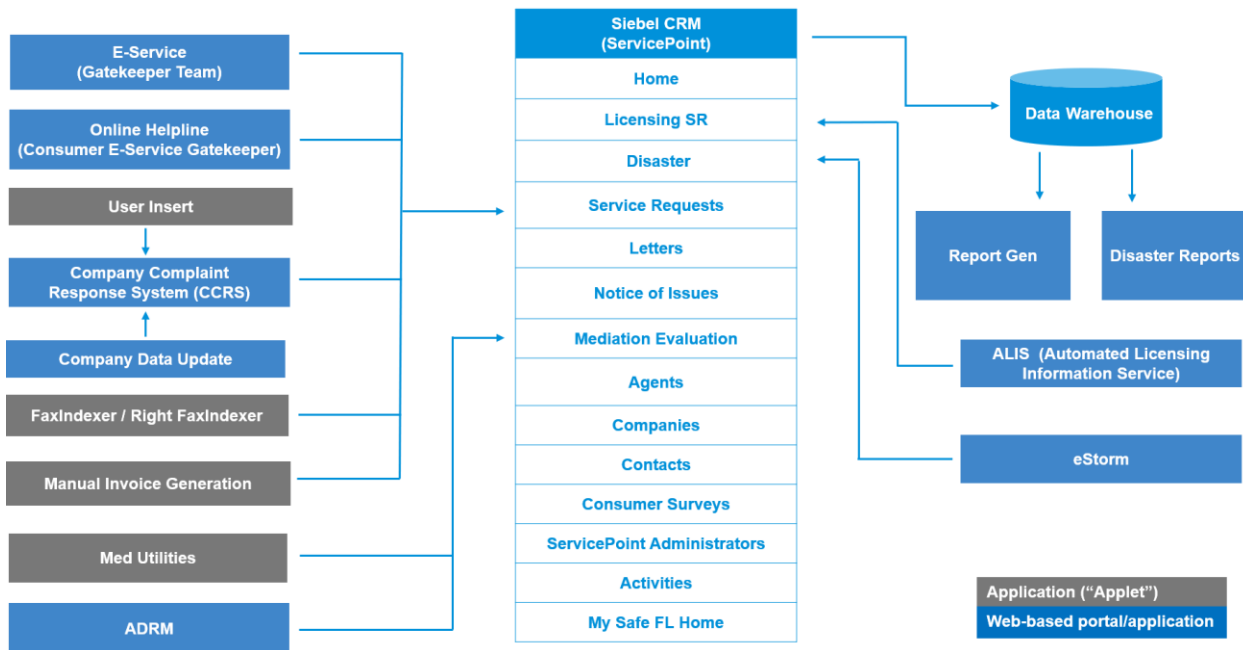 E-Service
(Gatekeeper Team)
Online Helpline
(Consumer E-Service Gatekeeper)
User Insert
Company Complaint
Response System (CCRS)
Company Data Update
FaxIndexer / Right FaxIndexer
Manual Invoice Generation
Med Utilities
ADRM
Siebel CRM
(ServicePoint)
Home
Licensing SR
Disaster
Service Requests
Letters
Notice of Issues
Mediation Evaluation
Agents
Companies
Contacts
Consumer Surveys
ServicePoint Administrators
Activities
My Safe FL Home
Data Warehouse
Report Gen
Disaster Reports
ALIS (Automated Licensing
Information Service)
eStorm
Application (“Applet”)
Web-based portal/application